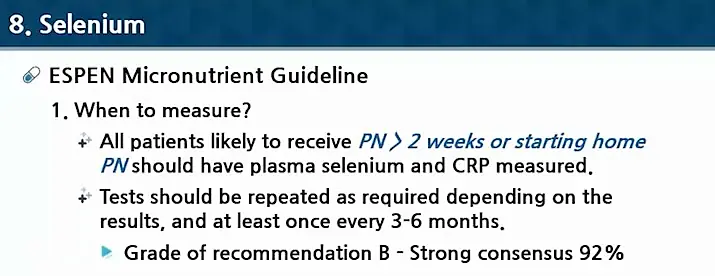 8. Selenium
ESPEN Micronutrient Guideline
1. When to measure?
All patients likely to receive PN > 2 weeks or starting home
PN should have plasma selenium and CRP measured.
Tests should be repeated as required depending on the
results, and at least once every 3-6 months.
Grade of recommendation B - Strong consensus 92%